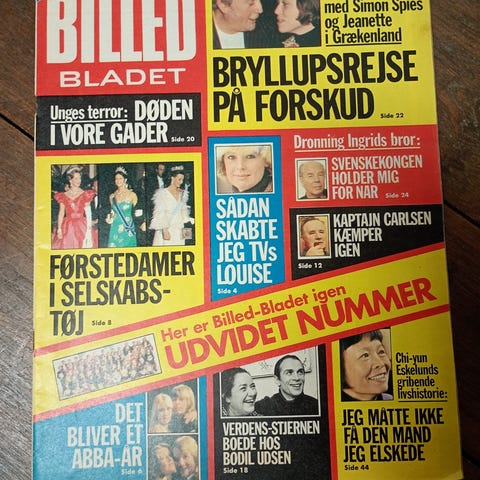 BILLED
BLADET
med Simon Spies
og Jeanette
i Grækenland
BRYLLUPSREJSE
PÅ FORSKUD Side 22
Unges terror: DØDEN
I VORE GADER Side 20
Dronning Ingrids bror:
SVENSKEKONGEN
HOLDER MIG
FOR NAR Side 24
SÅDAN
SKABTE
JEG TVs
LOUISE
Side 4
KAPTAJN CARLSEN
KÆMPER
IGEN
Side 12
FØRSTEDAMER
I SELSKABS-
TØJ Side 8
Her er Billed-Bladet igen
UDVIDET NUMMER
DET
BLIVER ET
ABBA-ÅR
Side 6
VERDENS-STJERNEN
BOEDE HOS
BODIL UDSEN
Side 18
Chi-yun
Eskelunds
gribende
livshistorie:
JEG MÅTTE IKKE
FÅ DEN MAND
JEG ELSKEDE
Side 44